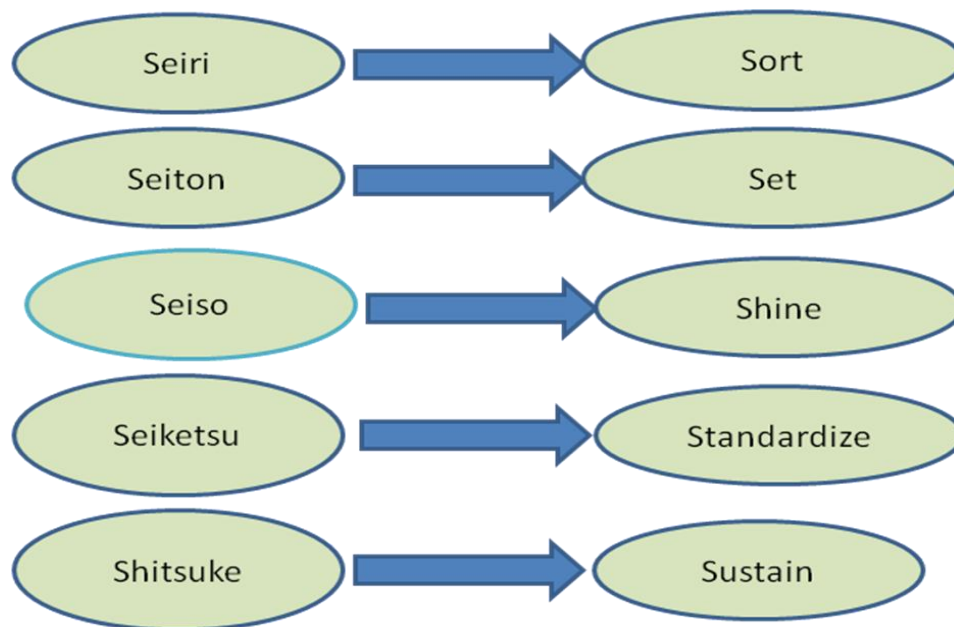 Seiri
Sort
Seiton
Set
Seiso
Shine
Seiketsu
Standardize
Shitsuke
Sustain